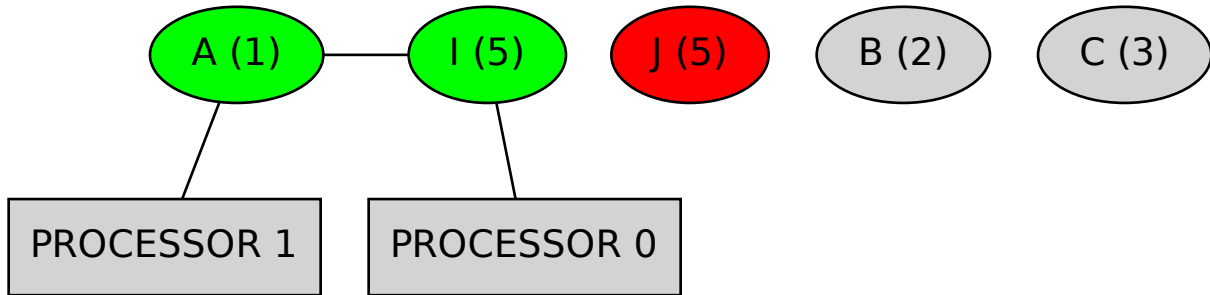 A (1)
I (5)
J (5)
B (2)
C (3)
PROCESSOR 1
PROCESSOR 0